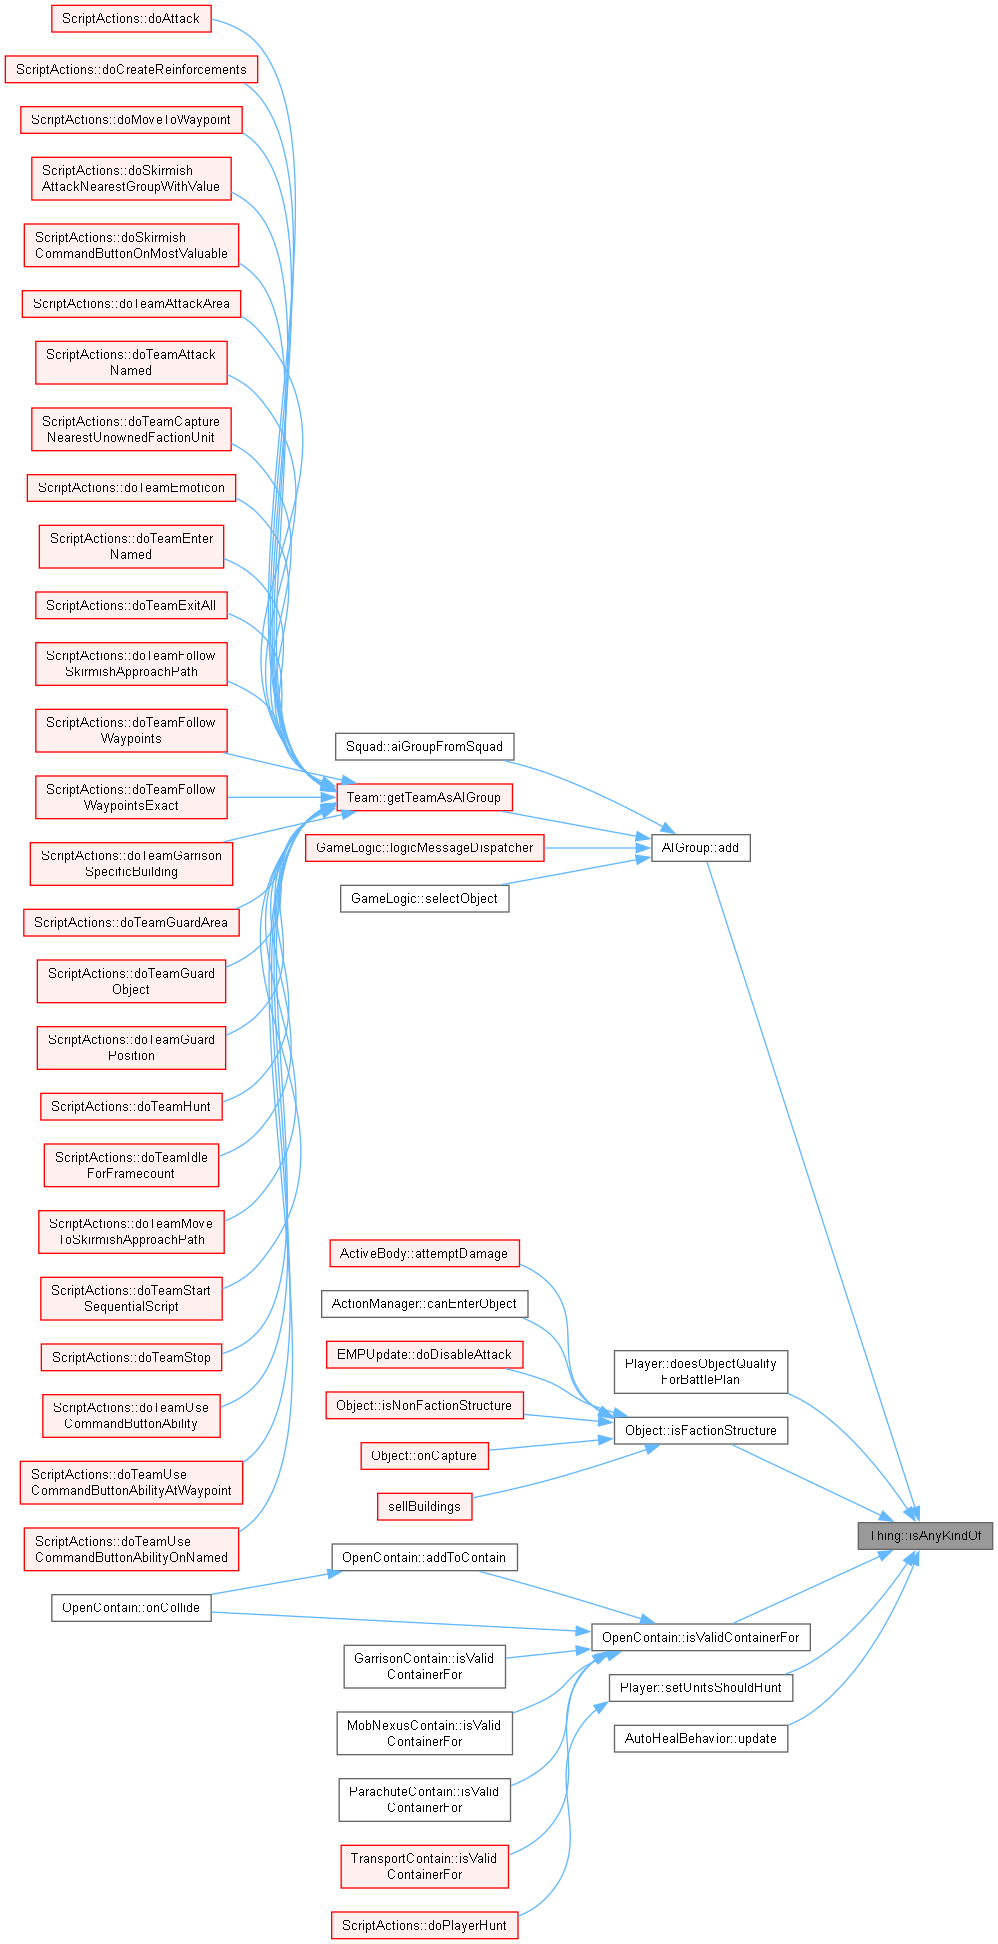 ScriptActions::doAttack
ScriptActions::doCreateReinforcements
ScriptActions::doMoveToWaypoint
ScriptActions::doSkirmish
AttackNearestGroupWithValue
ScriptActions::doSkirmish
CommandButtonOnMostValuable
ScriptActions::doTeamAttackArea
ScriptActions::doTeamAttack
Named
ScriptActions::doTeamCapture
NearestUnownedFactionUnit
ScriptActions::doTeamEmoticon
ScriptActions::doTeamEnter
Named
ScriptActions::doTeamExitAll
ScriptActions::doTeamFollow
SkirmishApproachPath
ScriptActions::doTeamFollow
Waypoints
ScriptActions::doTeamFollow
WaypointsExact
ScriptActions::doTeamGarrison
SpecificBuilding
ScriptActions::doTeamGuardArea
ScriptActions::doTeamGuard
Object
ScriptActions::doTeamGuard
Position
ScriptActions::doTeamHunt
ScriptActions::doTeamIdle
ForFramecount
ScriptActions::doTeamMove
ToSkirmishApproachPath
ScriptActions::doTeamStart
SequentialScript
ScriptActions::doTeamStop
ScriptActions::doTeamUse
CommandButtonAbility
ScriptActions::doTeamUse
CommandButtonAbilityAtWaypoint
ScriptActions::doTeamUse
CommandButtonAbilityOnNamed
OpenContain::onCollide
Squad::aiGroupFromSquad
Team::getTeamAsAIGroup
GameLogic::logicMessageDispatcher
GameLogic::selectObject
ActiveBody::attemptDamage
ActionManager::canEnterObject
EMPUpdate::doDisableAttack
Object::isNonFactionStructure
Object::onCapture
sellBuildings
OpenContain::addToContain
GarrisonContain::isValid
ContainerFor
MobNexusContain::isValid
ContainerFor
ParachuteContain::isValid
ContainerFor
TransportContain::isValid
ContainerFor
ScriptActions::doPlayerHunt
AIGroup::add
Player::doesObjectQualify
ForBattlePlan
Object::isFactionStructure
OpenContain::isValidContainerFor
Player::setUnitsShouldHunt
AutoHealBehavior::update
Thing::isAnyKindOf